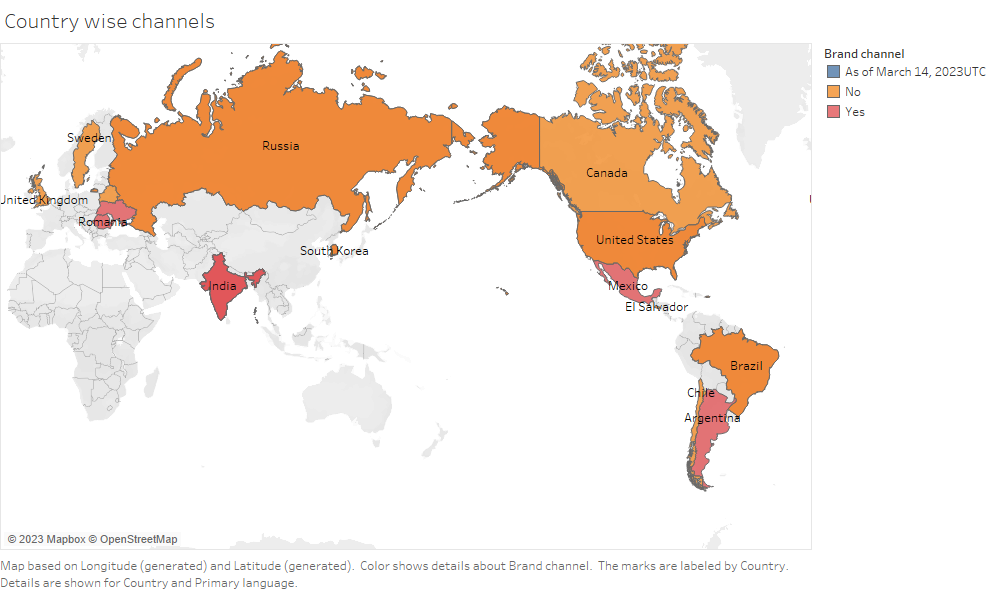 Country wise channels
Brand channel
As of March 14, 2023UTC
No
Yes
Sweden
Russia
Canada
United Kingdom
Romania
United States
South Korea
India
Mexico
El Salvador
Brazil
Chile
Argentina
© 2023 Mapbox © OpenStreetMap
Map based on Longitude (generated) and Latitude (generated). Color shows details about Brand channel. The marks are labeled by Country.
Details are shown for Country and Primary language.